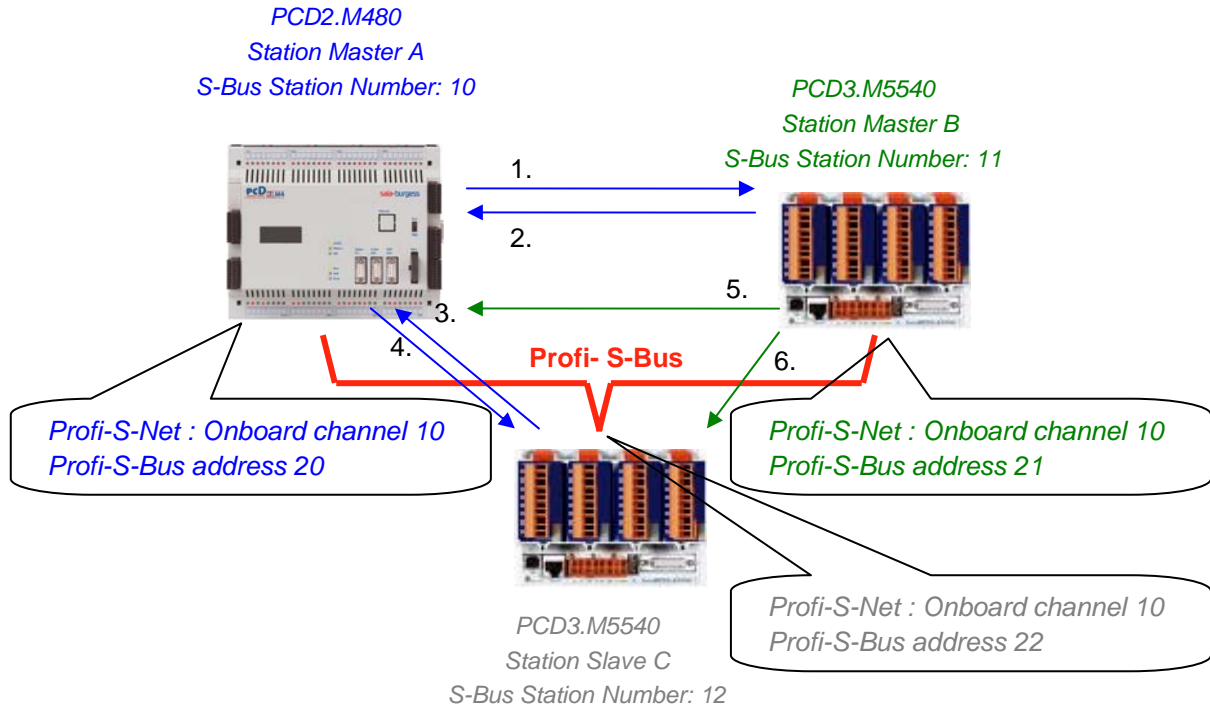 PCD2.M480
Station Master A
S-Bus Station Number: 10
PCD3.M5540
Station Master B
S-Bus Station Number: 11
saia-burgess
1.
2.
5.
3.
4.
6.
Profi- S-Bus
Profi-S-Net : Onboard channel 10
Profi-S-Bus address 20
Profi-S-Net : Onboard channel 10
Profi-S-Bus address 21
Profi-S-Net : Onboard channel 10
Profi-S-Bus address 22
PCD3.M5540
Station Slave C
S-Bus Station Number: 12